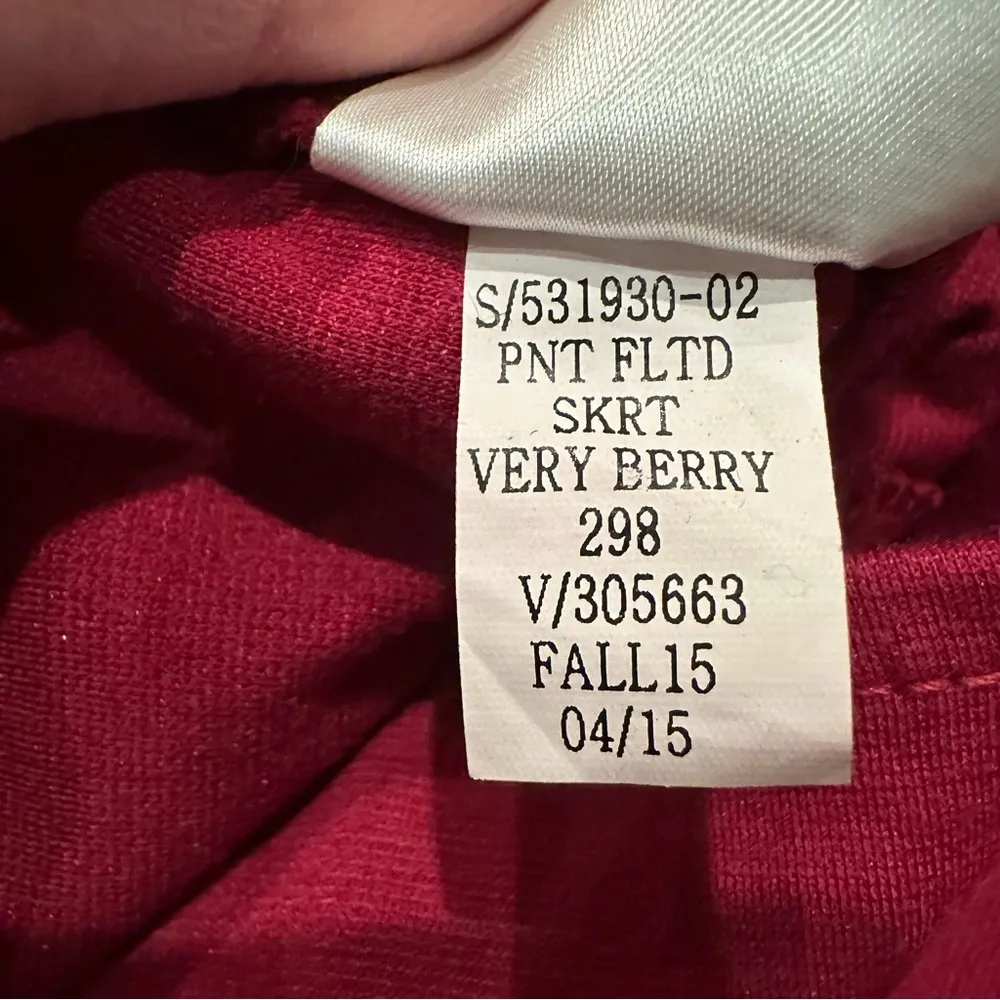 S/531930-02
PNT FLTD
SKRT
VERY BERRY
298
V/305663
FALL15
04/15